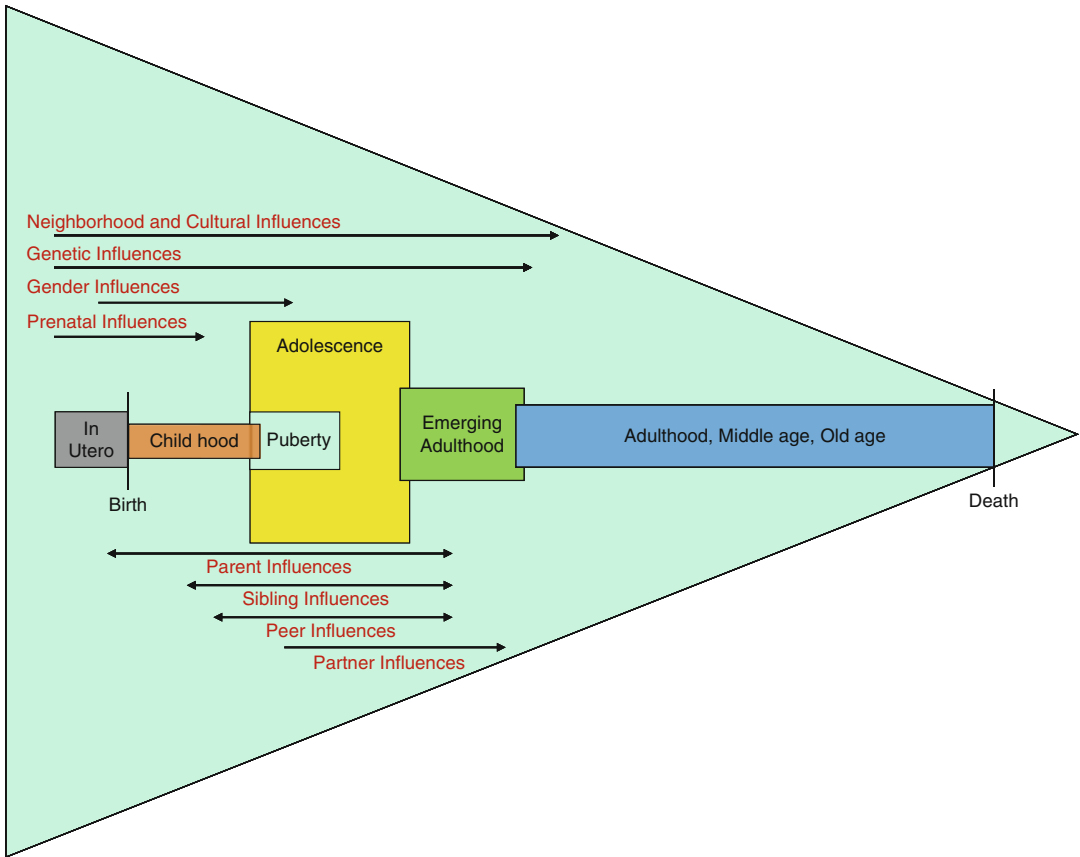 Neighborhood and Cultural Influences
Genetic Influences
Gender Influences
Prenatal Influences
Adolescence
In
Utero
Child hood
Puberty
Emerging
Adulthood
Adulthood, Middle age, Old age
Birth
Death
Parent Influences
Sibling Influences
Peer Influences
Partner Influences